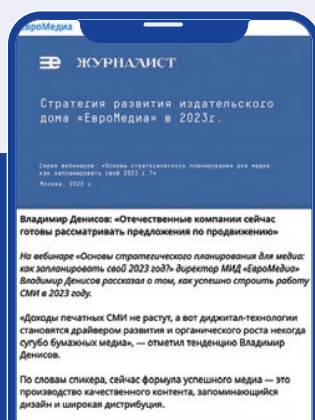 ЕвроМедиа
ЖУРНАЛИСТ
Стратегия развития издательского
дома «ЕвроМедиа» в 2023г.
Серия вебинаров: «Основы стратегического планирования для медиа:
как запланировать свой 2023 г.?»
Москва, 2022 г.
Владимир Денисов: «Отечественные компании сейчас
готовы рассматривать предложения по продвижению»
На вебинаре «Основы стратегического планирования для медиа:
как запланировать свой 2023 год?» директор МИД «ЕвроМедиа»
Владимир Денисов рассказал о том, как успешно строить работу
СМИ в 2023 году.
«Доходы печатных СМИ не растут, а вот диджитал-технологии
становятся драйвером развития и органического роста некогда
сугубо бумажных медиа», — отметил тенденцию Владимир
Денисов.
По словам спикера, сейчас формула успешного медиа — это
производство качественного контента, запоминающийся
дизайн и широкая дистрибуция.